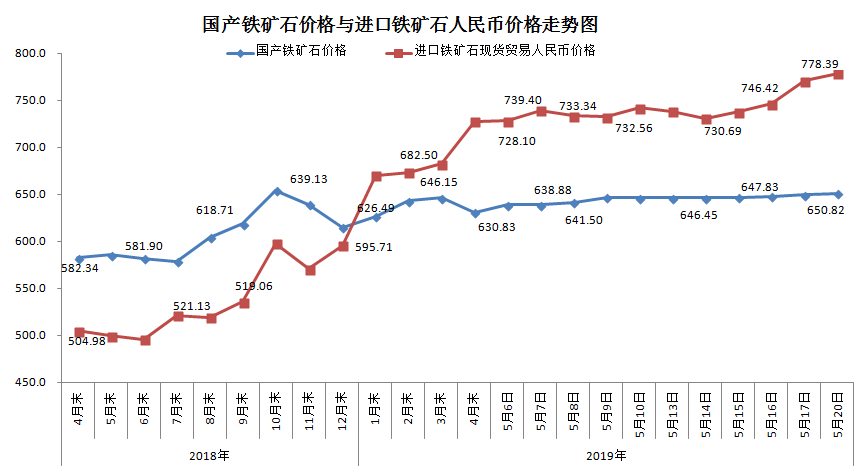 国产铁矿石价格与进口铁矿石人民币价格走势图
国产铁矿石价格 进口铁矿石现货贸易人民币价格
800.0
750.0
700.0
650.0
600.0
550.0
500.0
450.0
582.34
581.90
618.71
639.13
626.49
646.15
630.83
638.88
641.50
646.45
647.83
650.82
504.98
521.13
519.06
595.71
682.50
728.10
739.40
733.34
732.56
730.69
746.42
778.39
4月末
5月末
6月末
7月末
8月末
9月末
10月末
11月末
12月末
1月末
2月末
3月末
4月末
5月6日
5月7日
5月8日
5月9日
5月10日
5月13日
5月14日
5月15日
5月16日
5月17日
5月20日
2018年 2019年